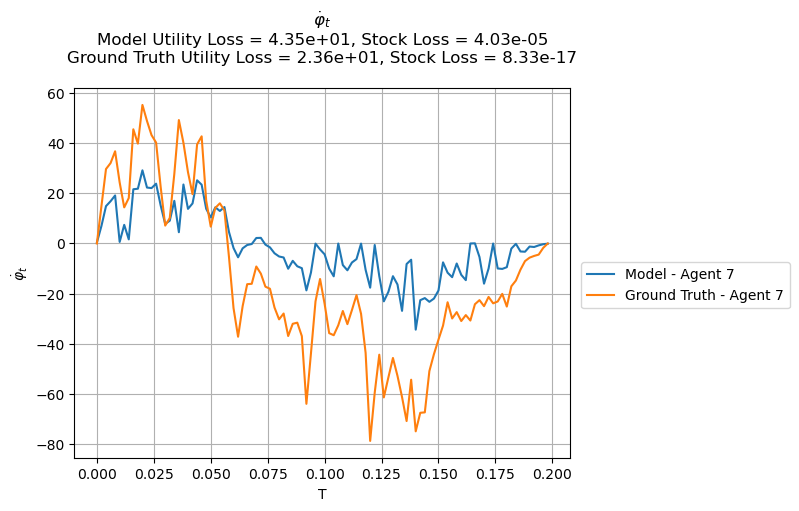 φ̇ₜ
Model Utility Loss = 4.35e+01, Stock Loss = 4.03e-05
Ground Truth Utility Loss = 2.36e+01, Stock Loss = 8.33e-17
60
40
20
0
−20
−40
−60
−80
φ̇ₜ
0.000 0.025 0.050 0.075 0.100 0.125 0.150 0.175 0.200
T
Model - Agent 7
Ground Truth - Agent 7